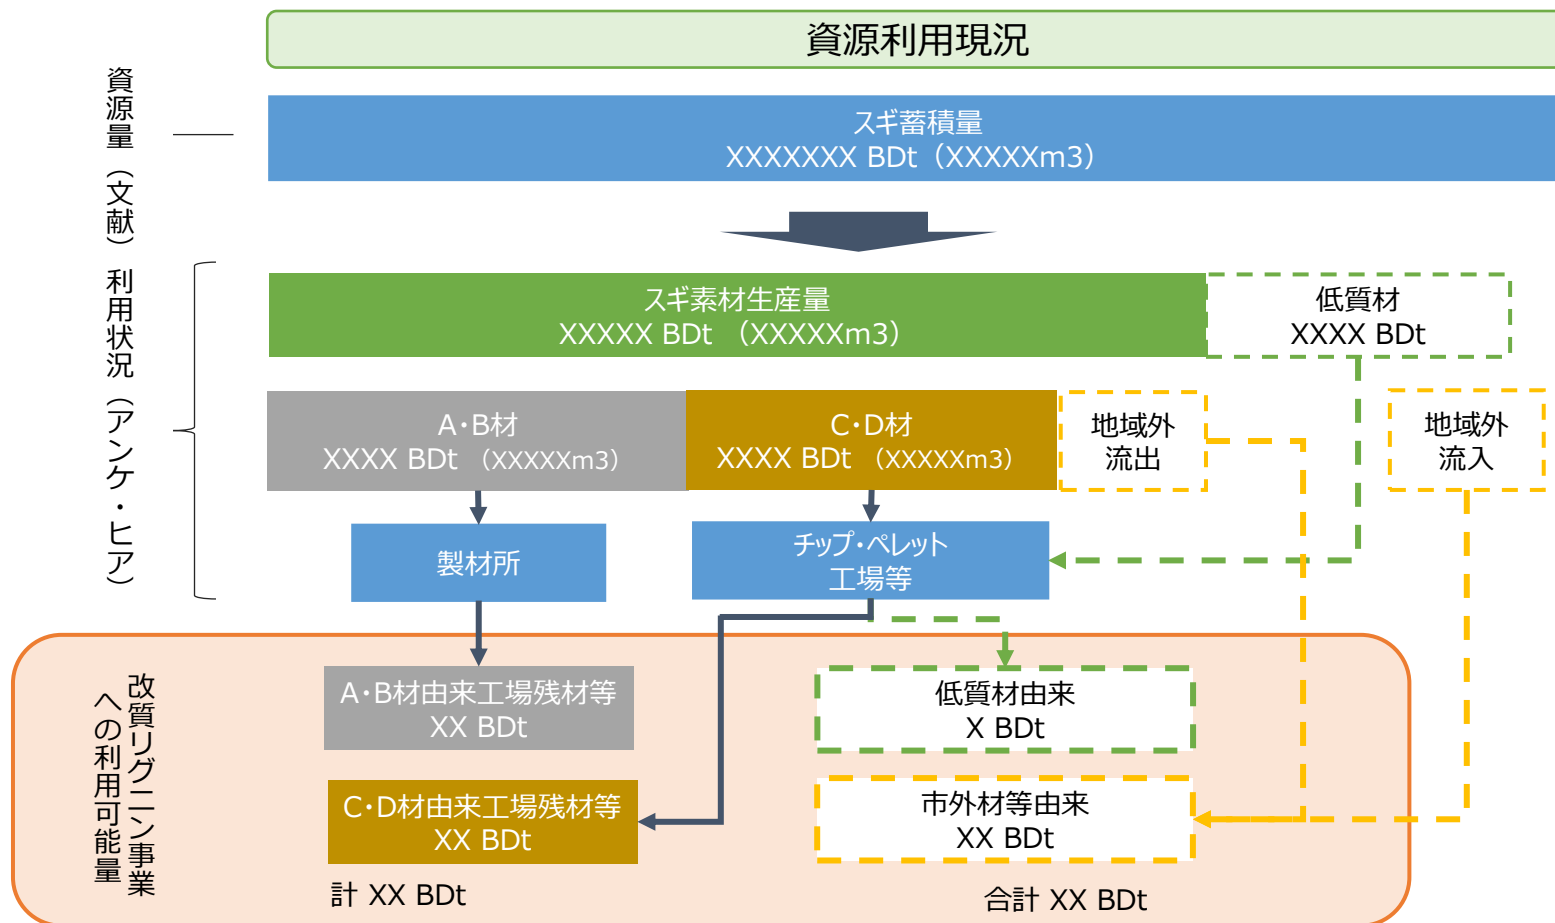 資源利用現況
資源量（文献）
スギ蓄積量
XXXXXXX BDt（XXXXXm3）
利用状況（アンケ・ヒア）
スギ素材生産量
XXXXX BDt （XXXXXm3）
低質材
XXXX BDt
A・B材
XXXX BDt （XXXXXm3）
C・D材
XXXX BDt （XXXXXm3）
地域外
流出
地域外
流入
製材所
チップ・ペレット
工場等
改質リグニン事業
への利用可能量
A・B材由来工場残材等
XX BDt
低質材由来
X BDt
C・D材由来工場残材等
XX BDt
市外材等由来
XX BDt
計 XX BDt
合計 XX BDt